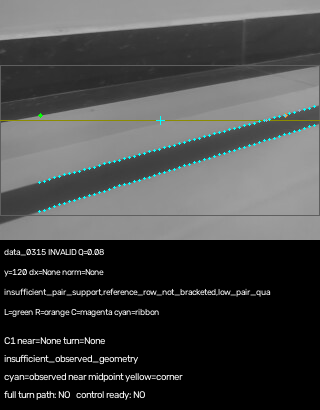 data_0315 INVALID Q=0.08
y=120 dx=None norm=None
insufficient_pair_support,reference_row_not_bracketed,low_pair_qua
L=green R=orange C=magenta cyan=ribbon
C1 near=None turn=None
insufficient_observed_geometry
cyan=observed near midpoint yellow=corner
full turn path: NO control ready: NO